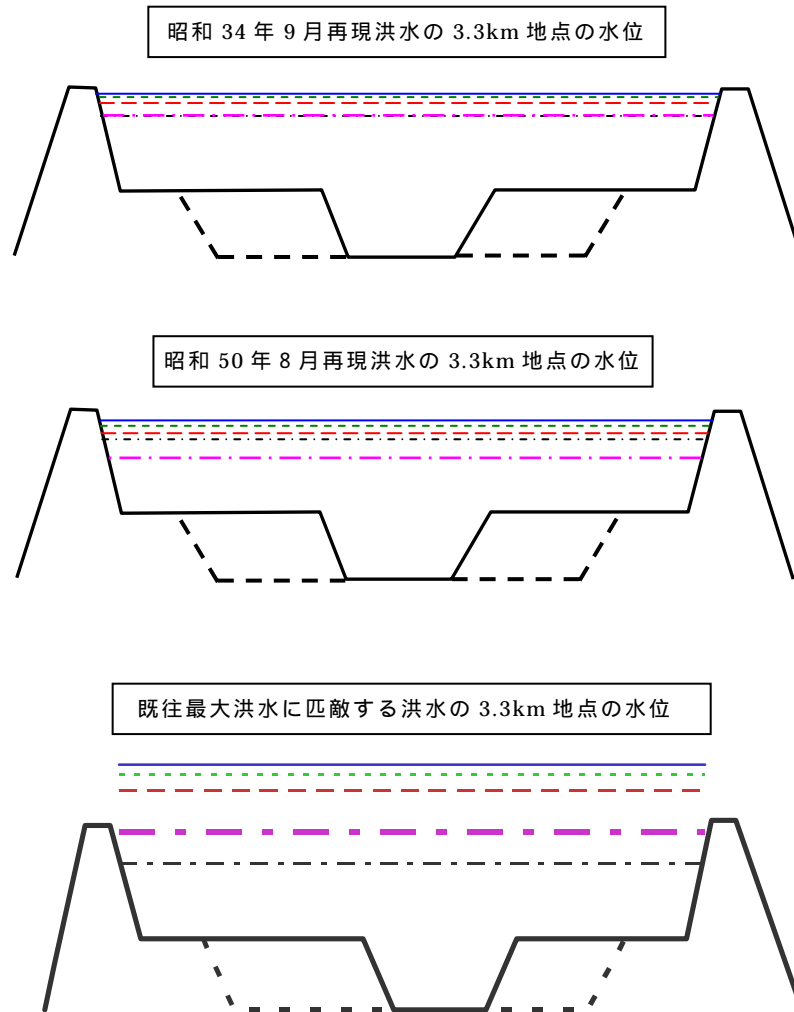 昭和 34 年 9 月再現洪水の 3.3km 地点の水位
昭和 50 年 8 月再現洪水の 3.3km 地点の水位
既往最大洪水に匹敵する洪水の 3.3km 地点の水位